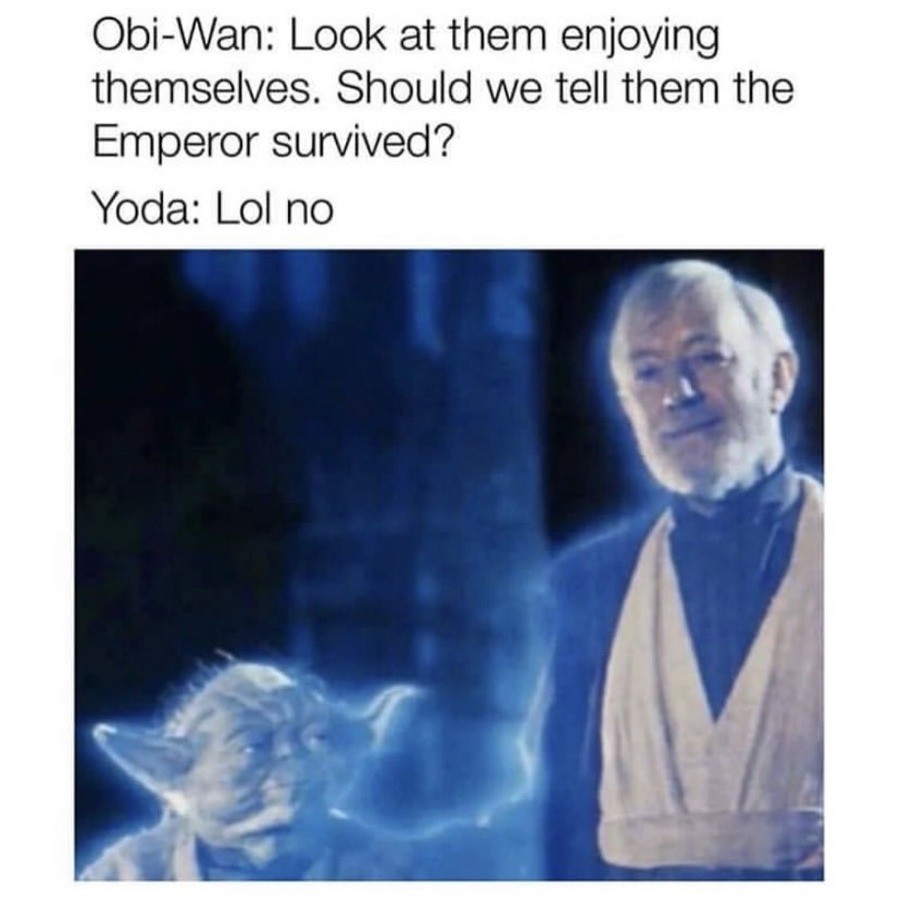 Obi-Wan: Look at them enjoying
themselves. Should we tell them the
Emperor survived?
Yoda: Lol no